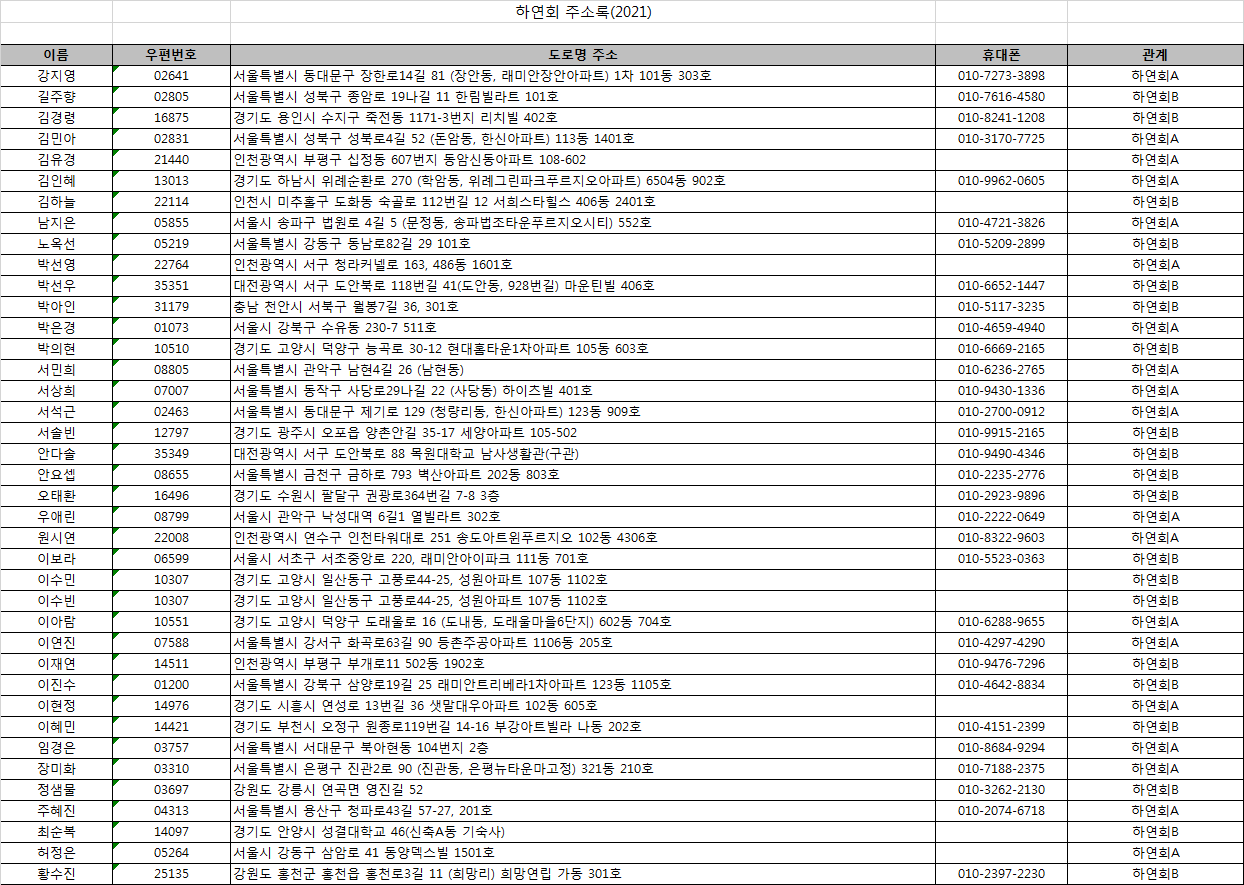 하연회 주소록(2021)
이름 우편번호 도로명 주소 휴대폰 관계
강지영 02641 서울특별시 동대문구 장한로14길 81 (장안동, 래미안장안아파트) 1차 101동 303호 010-7273-3898 하연회A
길주향 02805 서울특별시 성북구 종암로 19나길 11 한림빌라트 101호 010-7616-4580 하연회B
김경령 16875 경기도 용인시 수지구 죽전동 1171-3번지 리치빌 402호 010-8241-1208 하연회B
김민아 02831 서울특별시 성북구 성북로4길 52 (돈암동, 한신아파트) 113동 1401호 010-3170-7725 하연회A
김유경 21440 인천광역시 부평구 십정동 607번지 동암신동아파트 108-602 하연회A
김인혜 13013 경기도 하남시 위례순환로 270 (학암동, 위례그린파크푸르지오아파트) 6504동 902호 010-9962-0605 하연회A
김하늘 22114 인천시 미추홀구 도화동 숙골로 112번길 12 서희스타힐스 406동 2401호 하연회B
남지은 05855 서울시 송파구 법원로 4길 5 (문정동, 송파법조타운푸르지오시티) 552호 010-4721-3826 하연회A
노옥선 05219 서울특별시 강동구 동남로82길 29 101호 010-5209-2899 하연회B
박선영 22764 인천광역시 서구 청라커넬로 163, 486동 1601호 하연회A
박선우 35351 대전광역시 서구 도안북로 118번길 41(도안동, 928번길) 마운틴빌 406호 010-6652-1447 하연회B
박아인 31179 충남 천안시 서북구 월봉7길 36, 301호 010-5117-3235 하연회B
박은경 01073 서울시 강북구 수유동 230-7 511호 010-4659-4940 하연회A
박의현 10510 경기도 고양시 덕양구 능곡로 30-12 현대홈타운1차아파트 105동 603호 010-6669-2165 하연회B
서민희 08805 서울특별시 관악구 남현4길 26 (남현동) 010-6236-2765 하연회A
서상희 07007 서울특별시 동작구 사당로29나길 22 (사당동) 하이츠빌 401호 010-9430-1336 하연회A
서석근 02463 서울특별시 동대문구 제기로 129 (청량리동, 한신아파트) 123동 909호 010-2700-0912 하연회A
서솔빈 12797 경기도 광주시 오포읍 양촌안길 35-17 세양아파트 105-502 010-9915-2165 하연회B
안다솔 35349 대전광역시 서구 도안북로 88 목원대학교 남사생활관(구관) 010-9490-4346 하연회B
안요셉 08655 서울특별시 금천구 금하로 793 벽산아파트 202동 803호 010-2235-2776 하연회B
오태환 16496 경기도 수원시 팔달구 권광로364번길 7-8 3층 010-2923-9896 하연회B
우애린 08799 서울시 관악구 낙성대역 6길1 열빌라트 302호 010-2222-0649 하연회A
원시연 22008 인천광역시 연수구 인천타워대로 251 송도아트윈푸르지오 102동 4306호 010-8322-9603 하연회A
이보라 06599 서울시 서초구 서초중앙로 220, 래미안아이파크 111동 701호 010-5523-0363 하연회B
이수민 10307 경기도 고양시 일산동구 고풍로44-25, 성원아파트 107동 1102호 하연회B
이수빈 10307 경기도 고양시 일산동구 고풍로44-25, 성원아파트 107동 1102호 하연회B
이아람 10551 경기도 고양시 덕양구 도래울로 16 (도내동, 도래울마을6단지) 602동 704호 010-6288-9655 하연회A
이연진 07588 서울특별시 강서구 화곡로63길 90 등촌주공아파트 1106동 205호 010-4297-4290 하연회A
이재연 14511 인천광역시 부평구 부개로11 502동 1902호 010-9476-7296 하연회B
이진수 01200 서울특별시 강북구 삼양로19길 25 래미안트리베라1차아파트 123동 1105호 010-4642-8834 하연회B
이현정 14976 경기도 시흥시 연성로 13번길 36 샛말대우아파트 102동 605호 하연회A
이혜민 14421 경기도 부천시 오정구 원종로119번길 14-16 부강아트빌라 나동 202호 010-4151-2399 하연회B
임경은 03757 서울특별시 서대문구 북아현동 104번지 2층 010-8684-9294 하연회A
장미화 03310 서울특별시 은평구 진관2로 90 (진관동, 은평뉴타운마고정) 321동 210호 010-7188-2375 하연회A
정샘물 03697 강원도 강릉시 연곡면 영진길 52 010-3262-2130 하연회B
주혜진 04313 서울특별시 용산구 청파로43길 57-27, 201호 010-2074-6718 하연회A
최순복 14097 경기도 안양시 성결대학교 46(신축A동 기숙사) 하연회B
허정은 05264 서울시 강동구 삼암로 41 동양덱스빌 1501호 하연회A
황수진 25135 강원도 홍천군 홍천읍 홍천로3길 11 (희망리) 희망연립 가동 301호 010-2397-2230 하연회B